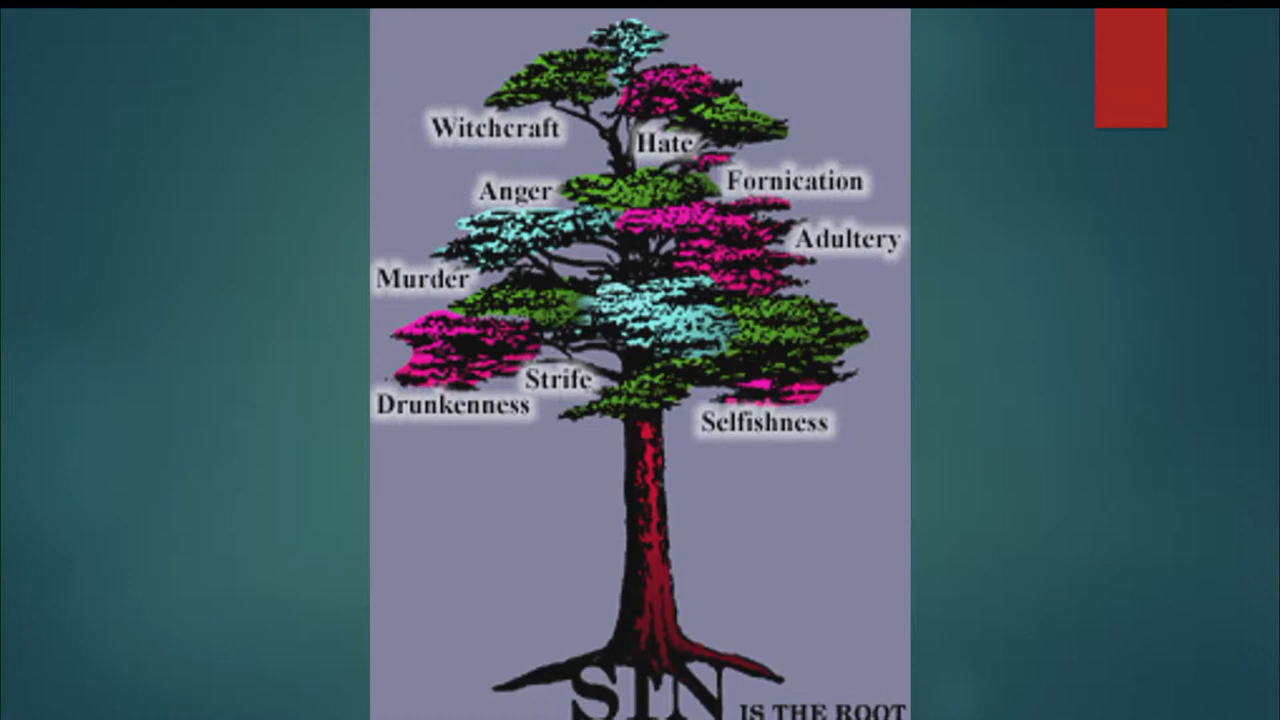 Witchcraft
Hate
Fornication
Anger
Adultery
Murder
Strife
Drunkenness
Selfishness
SIN IS THE ROOT